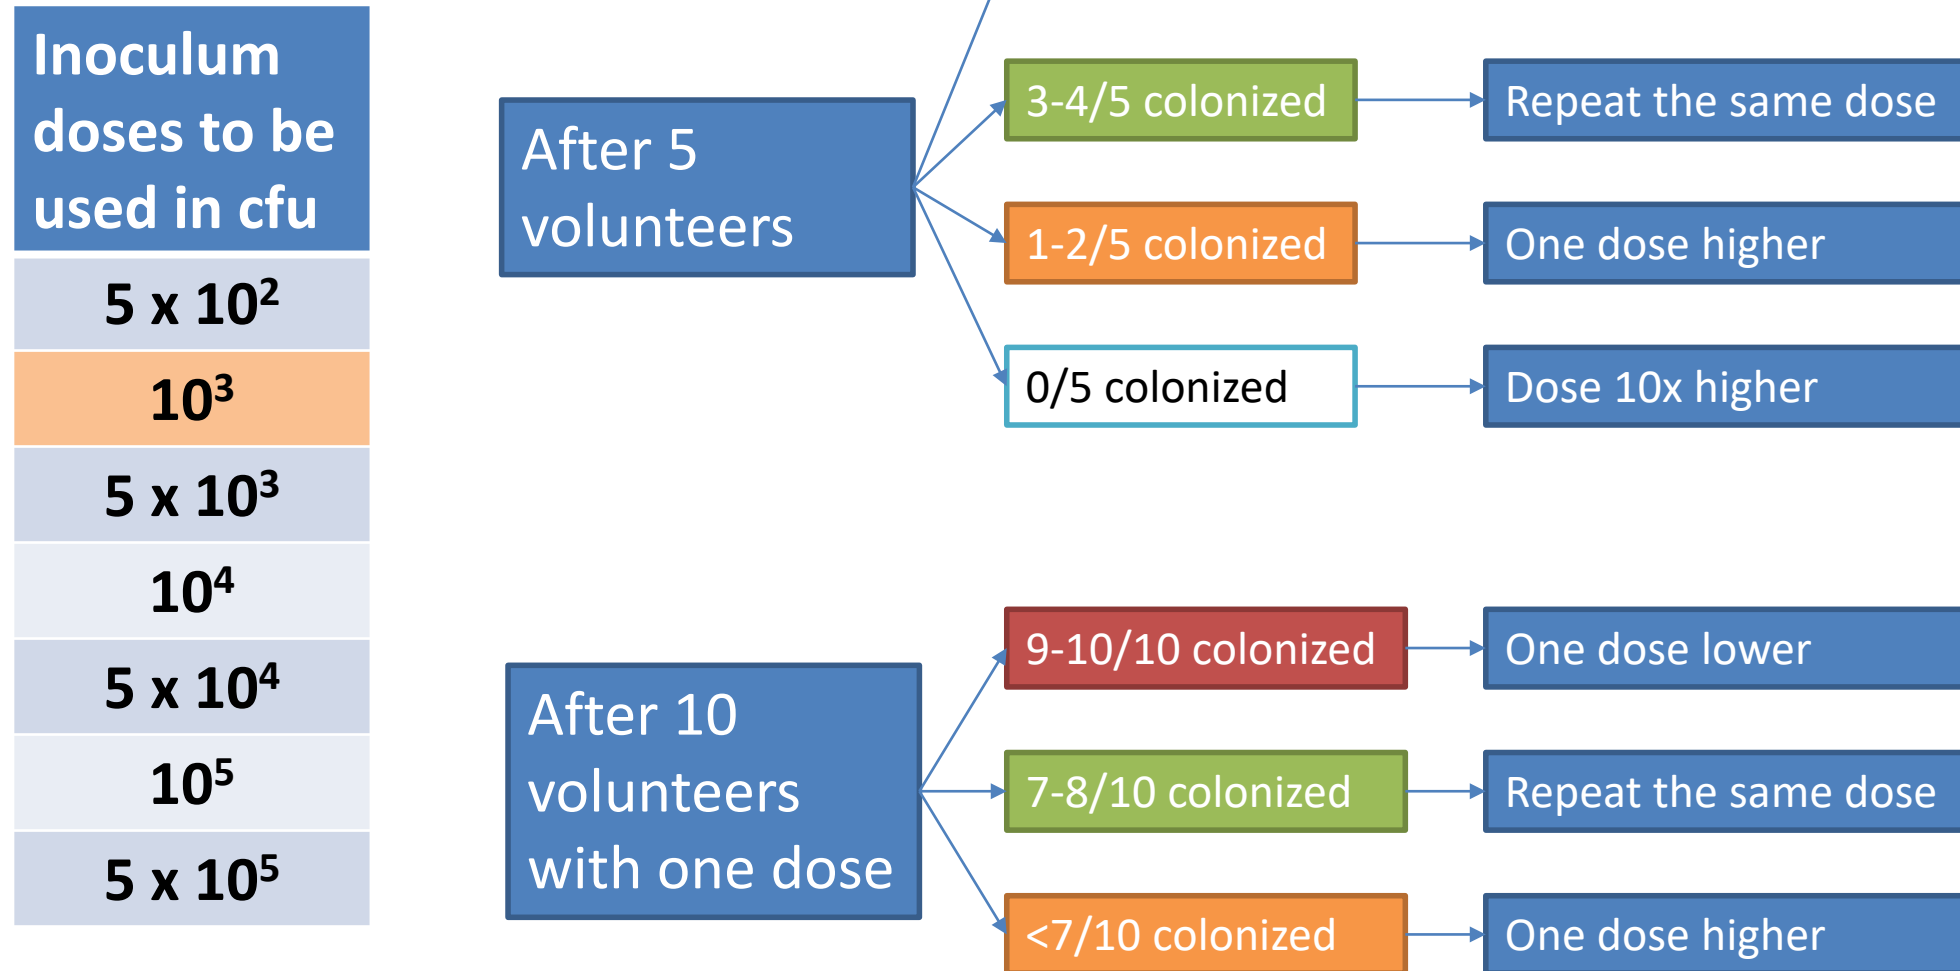 Inoculum
doses to be
used in cfu
5 x 10²
10³
5 x 10³
10⁴
5 x 10⁴
10⁵
5 x 10⁵
After 5
volunteers
3-4/5 colonized
Repeat the same dose
1-2/5 colonized
One dose higher
0/5 colonized
Dose 10x higher
After 10
volunteers
with one dose
9-10/10 colonized
One dose lower
7-8/10 colonized
Repeat the same dose
<7/10 colonized
One dose higher